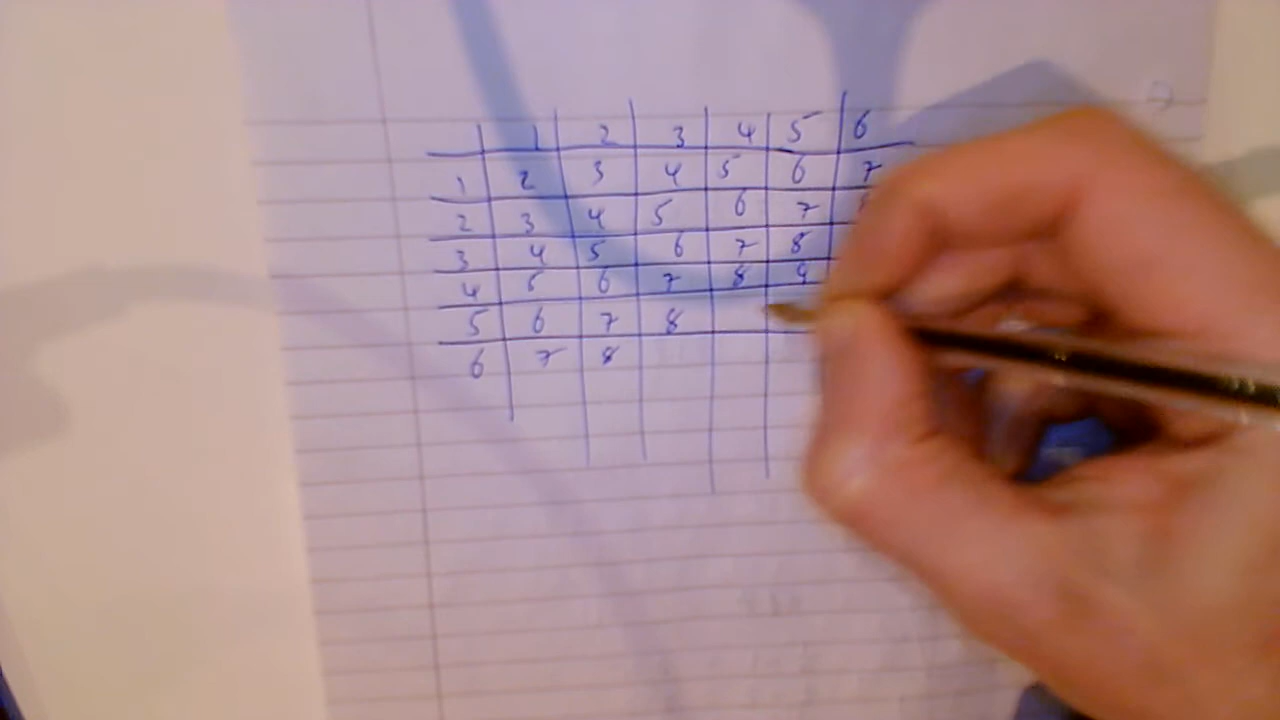 1 2 3 4 5 6
1 2 3 4 5 6 7
2 3 4 5 6 7
3 4 5 6 7 8
4 5 6 7 8 9
5 6 7 8
6 7 8